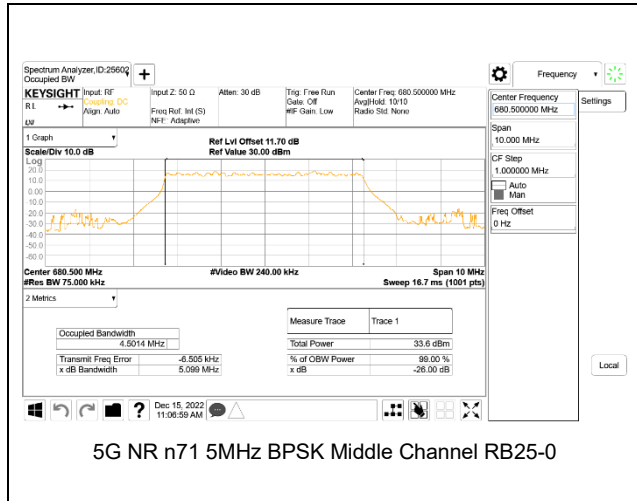 Spectrum Analyzer,ID:25602
Occupied BW
Frequency
KEYSIGHT
RL
Input: RF
Coupling: DC
Align: Auto
Input Z: 50 Ω
Freq Ref: Int (S)
NFE: Adaptive
Atten: 30 dB
Trig: Free Run
Gate: Off
#IF Gain: Low
Center Freq: 680.500000 MHz
Avg|Hold: 10/10
Radio Std: None
Center Frequency
680.500000 MHz
Settings
Span
10.000 MHz
CF Step
1.000000 MHz
Auto
Man
Freq Offset
0 Hz
Local
1 Graph
Scale/Div 10.0 dB
Ref Lvl Offset 11.70 dB
Ref Value 30.00 dBm
Log
20.0
10.0
0.00
-10.0
-20.0
-30.0
-40.0
-50.0
-60.0
Center 680.500 MHz
#Res BW 75.000 kHz
#Video BW 240.00 kHz
Span 10 MHz
Sweep 16.7 ms (1001 pts)
2 Metrics
Occupied Bandwidth
4.5014 MHz
Transmit Freq Error -6.505 kHz
x dB Bandwidth 5.099 MHz
Measure Trace Trace 1
Total Power 33.6 dBm
% of OBW Power 99.00 %
x dB -26.00 dB
?
Dec 15, 2022
11:06:59 AM
5G NR n71 5MHz BPSK Middle Channel RB25-0